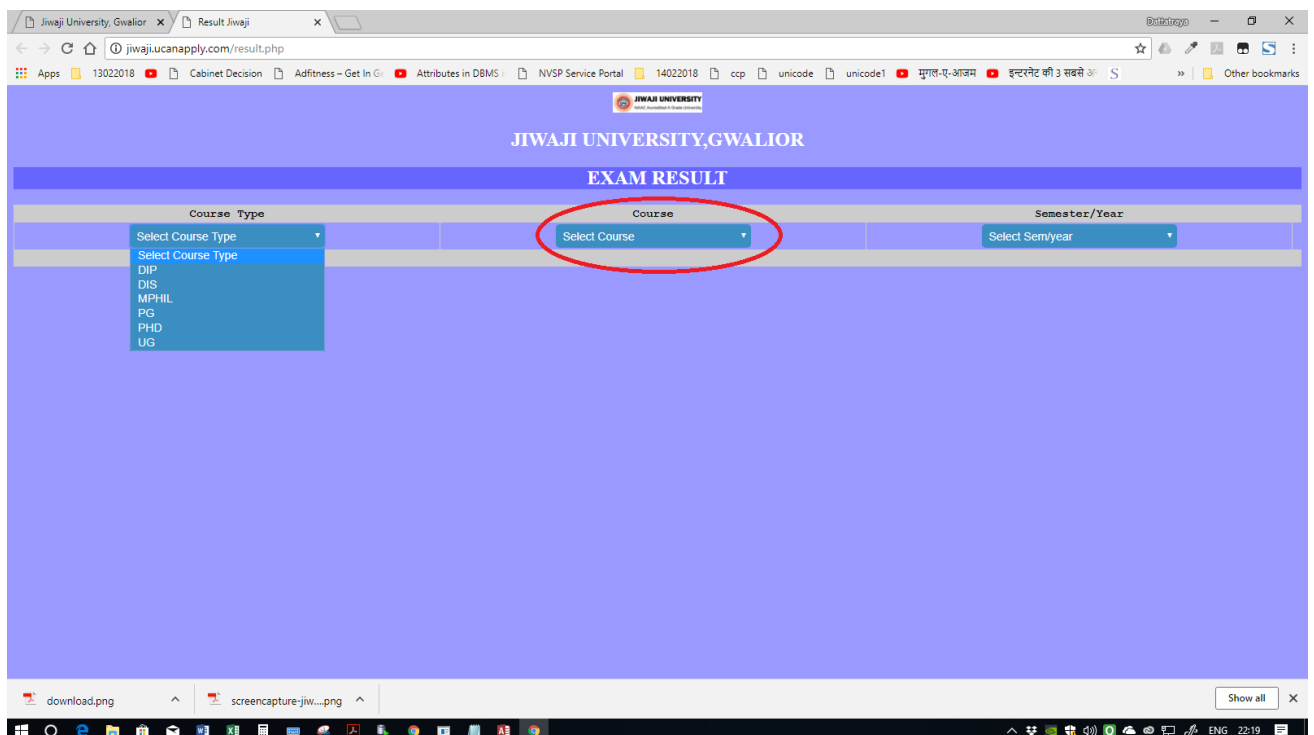 Jiwaji University, Gwalior
Result Jiwaji
jiwaji.ucanapply.com/result.php
Apps 13022018 Cabinet Decision Adfitness – Get In G Attributes in DBMS NVSP Service Portal 14022018 ccp unicode unicode1 मुग़ल-ए-आजम इन्टरनेट की 3 सबसे » Other bookmarks
JIWAJI UNIVERSITY
JIWAJI UNIVERSITY,GWALIOR
EXAM RESULT
Course Type Course Semester/Year
Select Course Type Select Course Select Sem/year
Select Course Type
DIP
DIS
MPHIL
PG
PHD
UG
download.png screencapture-jiw....png Show all
ENG 22:19